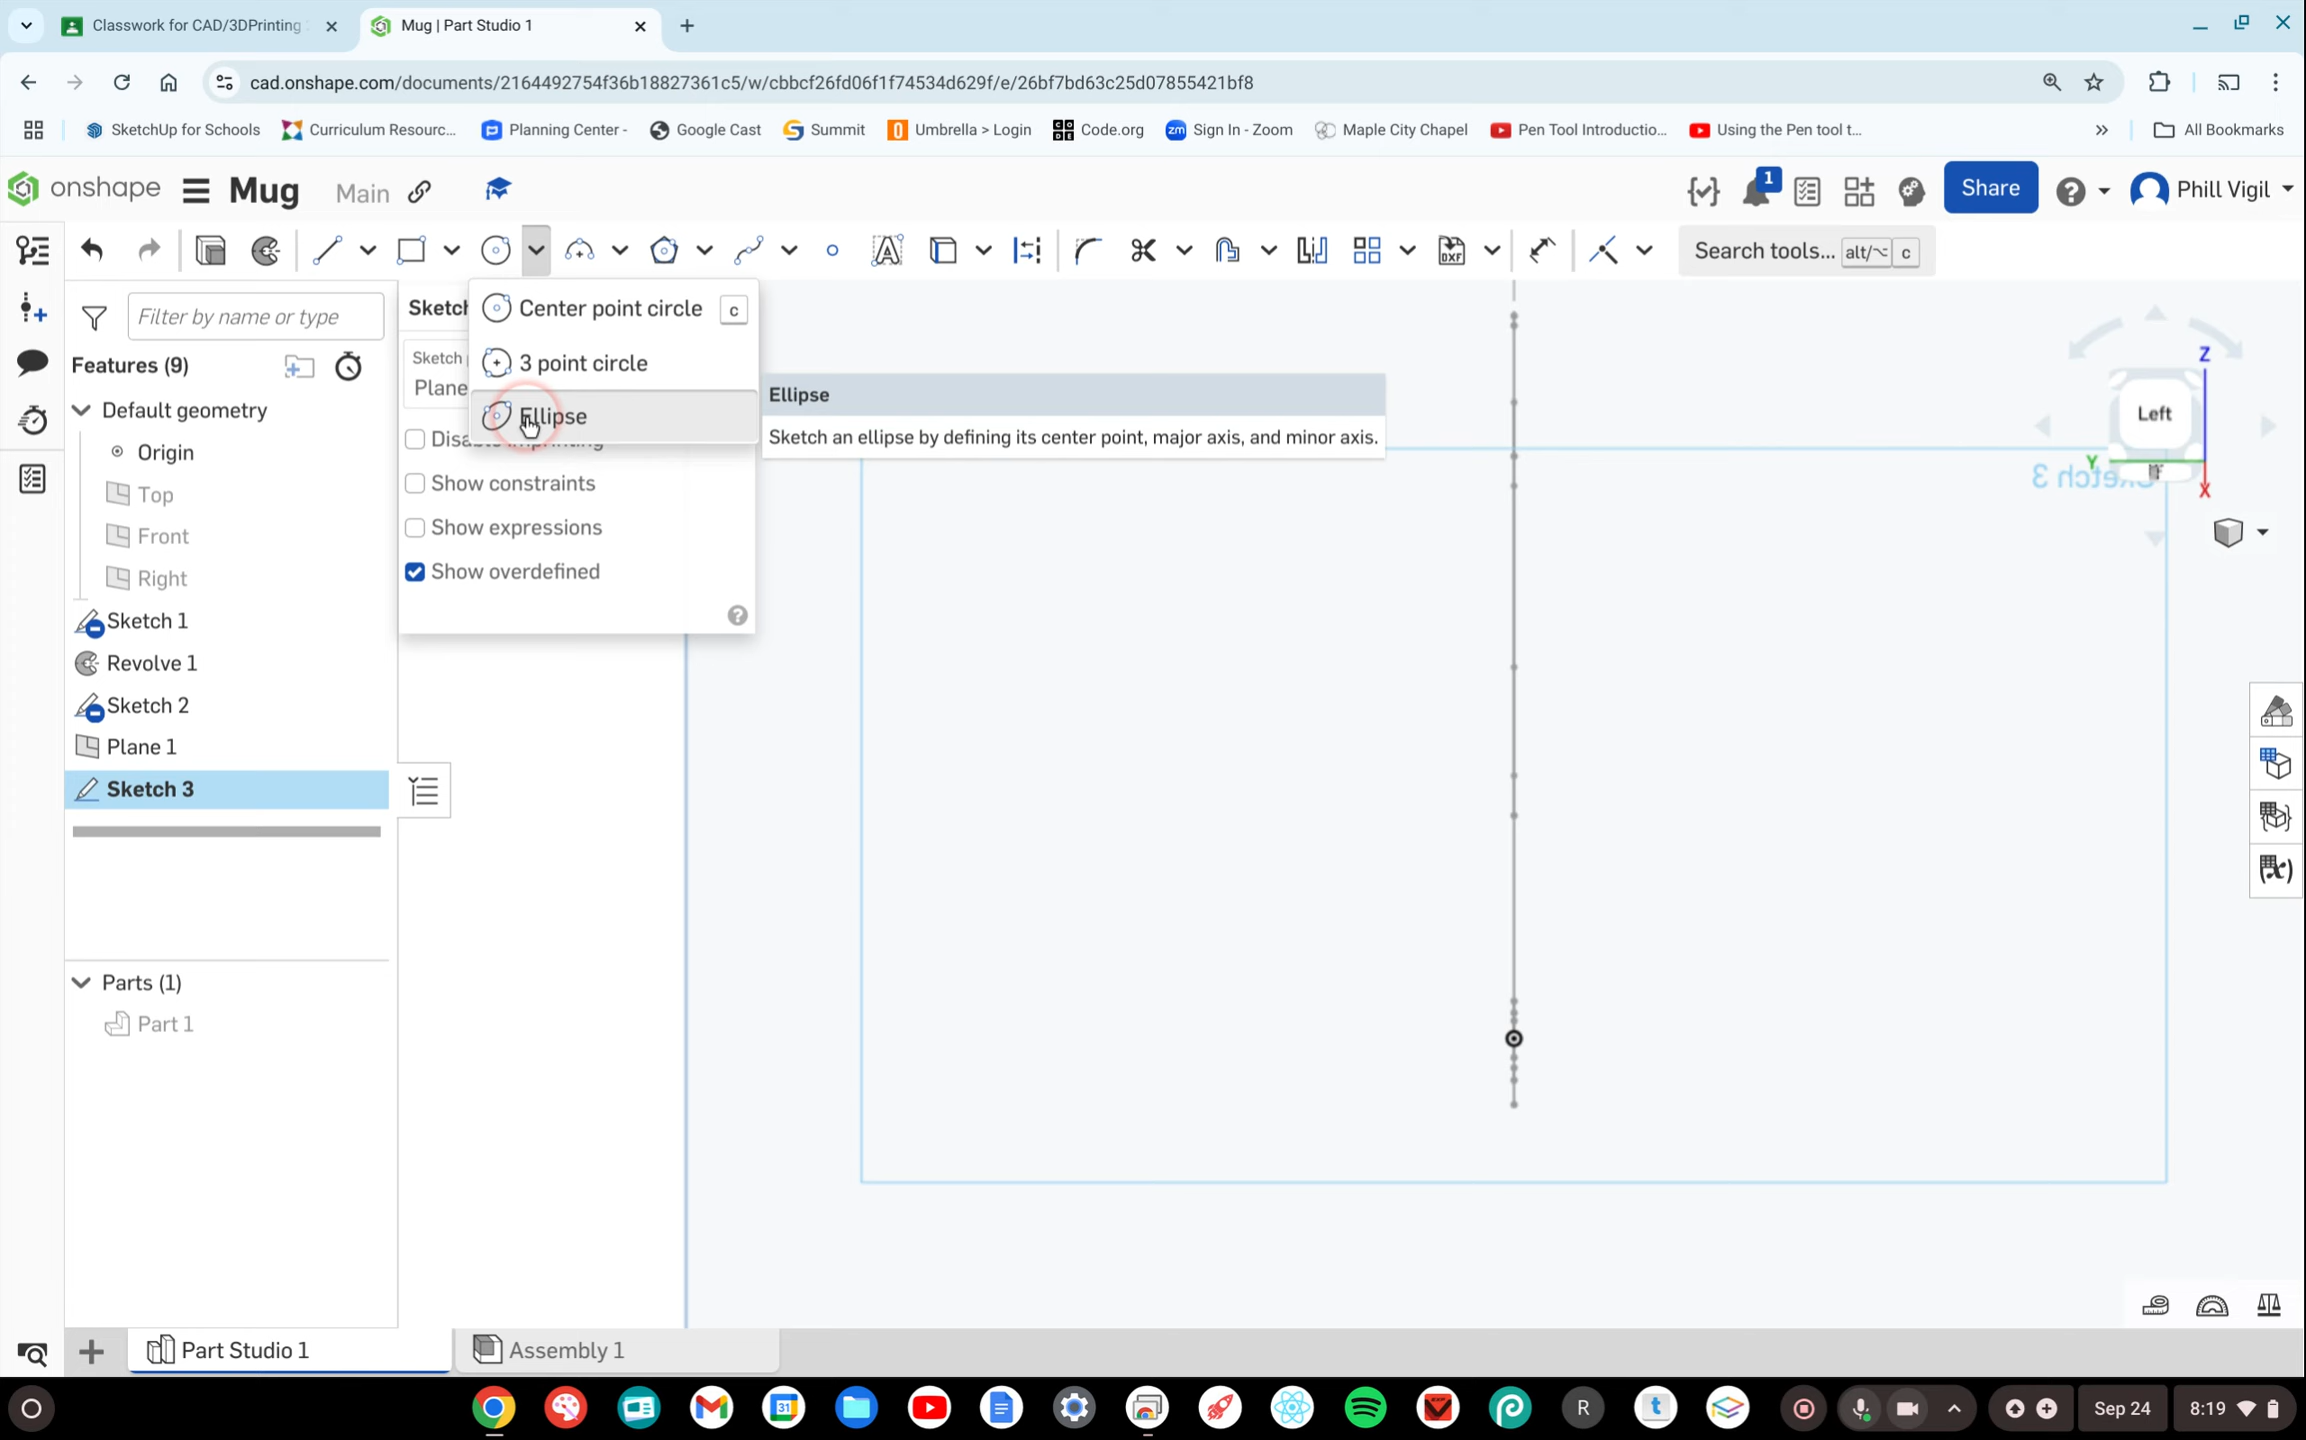 Classwork for CAD/3DPrinting
Mug | Part Studio 1
cad.onshape.com/documents/2164492754f36b18827361c5/w/cbbcf26fd06f1f74534d629f/e/26bf7bd63c25d07855421bf8
SketchUp for Schools
Curriculum Resourc...
Planning Center -
Google Cast
Summit
Umbrella > Login
Code.org
Sign In - Zoom
Maple City Chapel
Pen Tool Introductio...
Using the Pen tool t...
All Bookmarks
onshape
Mug
Main
1
Share
Phill Vigil
Search tools... alt/⌥ c
Filter by name or type
Features (9)
Default geometry
Origin
Top
Front
Right
Sketch 1
Revolve 1
Sketch 2
Plane 1
Sketch 3
Parts (1)
Part 1
Sketch
Sketch
Plane
Center point circle c
3 point circle
Ellipse
Show constraints
Show expressions
Show overdefined
Ellipse
Sketch an ellipse by defining its center point, major axis, and minor axis.
Z
Left
Y
X
DXF
Part Studio 1
Assembly 1
31
R
t
Sep 24
8:19